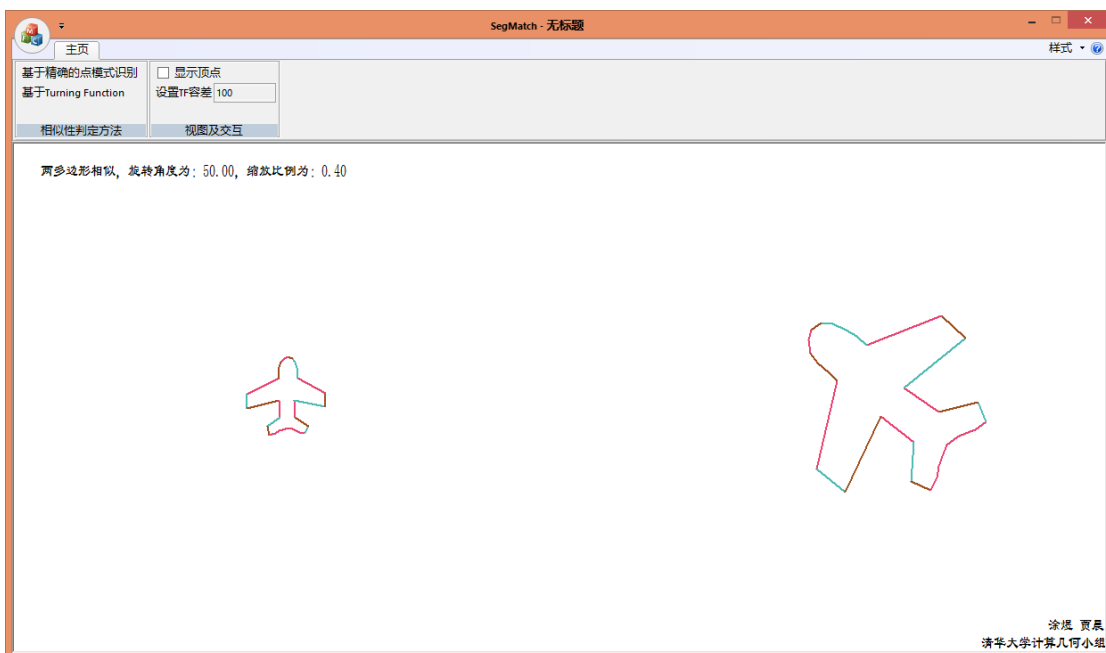 SegMatch - 无标题
主页
样式
基于精确的点模式识别
显示顶点
基于Turning Function
设置TF容差 100
相似性判定方法
视图及交互
两多边形相似，旋转角度为：50.00，缩放比例为：0.40
涂煜 贾晨
清华大学计算几何小组